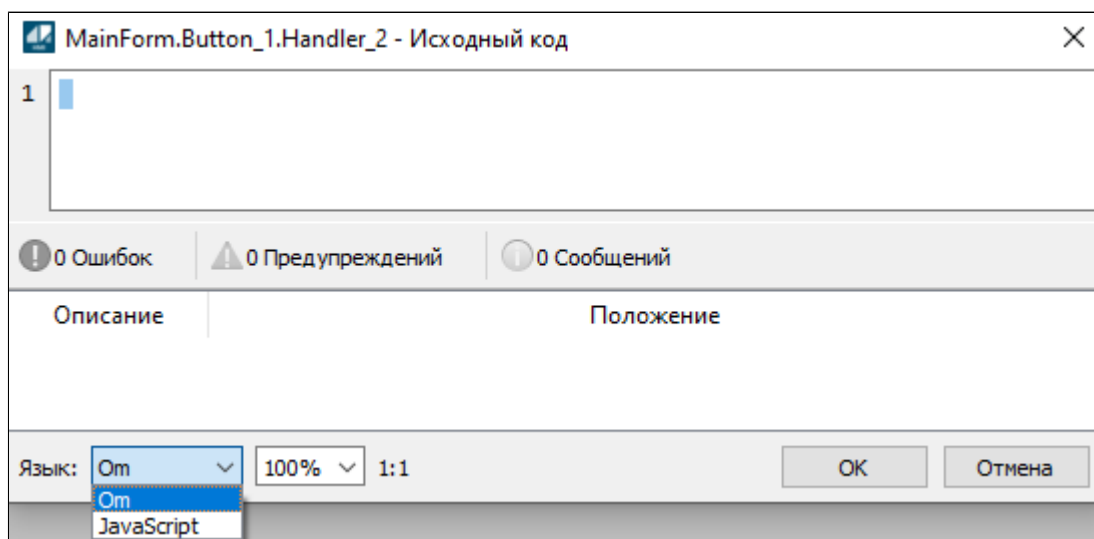 MainForm.Button_1.Handler_2 - Исходный код
1
0 Ошибок 0 Предупреждений 0 Сообщений
Описание Положение
Язык: Om 100% 1:1 OK Отмена
Om
JavaScript